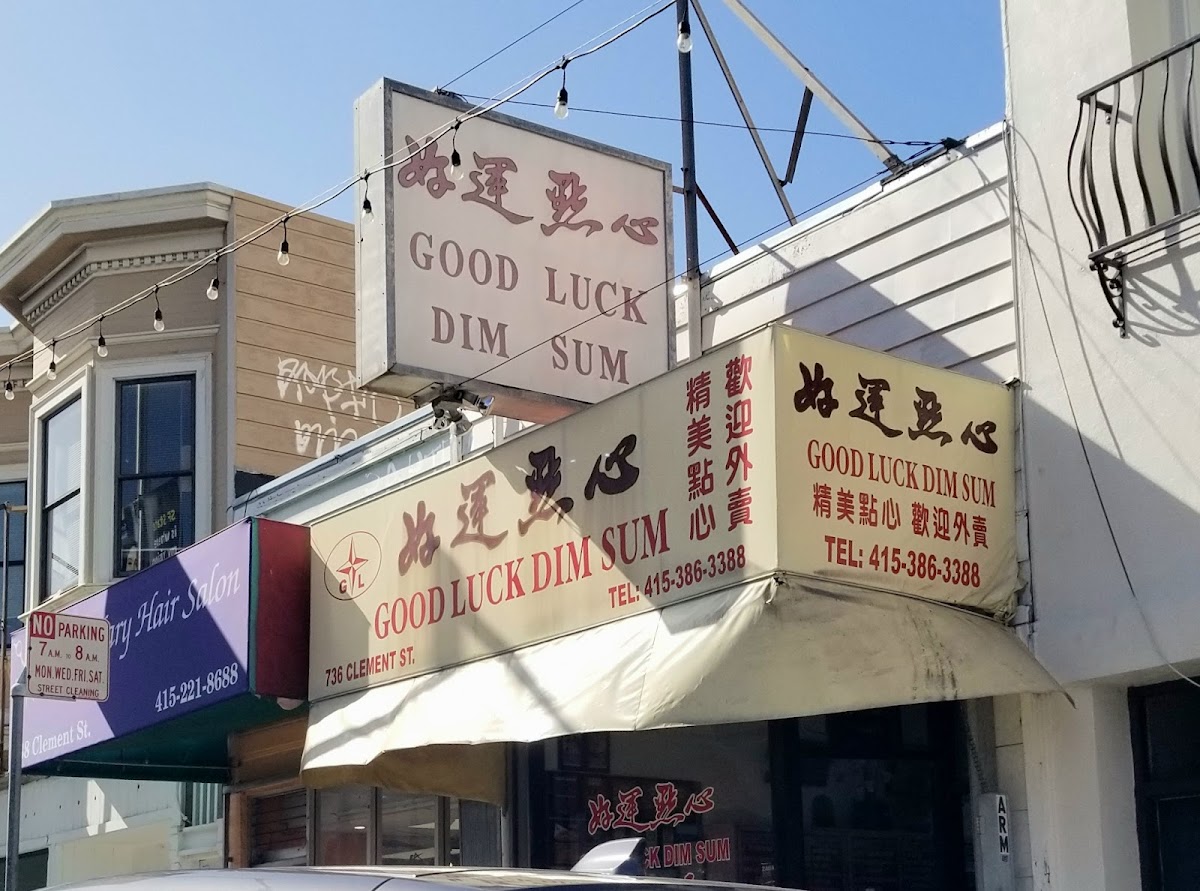 好運點心
GOOD LUCK
DIM SUM
好運點心
GOOD LUCK DIM SUM
精美點心
歡迎外賣
TEL: 415-386-3388
736 CLEMENT ST.
G L
好運點心
GOOD LUCK DIM SUM
精美點心 歡迎外賣
TEL: 415-386-3388
Hair Salon
415-221-8688
Clement St.
NO PARKING
7 A.M. TO 8 A.M.
MON.WED.FRI.SAT.
STREET CLEANING
好運點心
DIM SUM
ARM